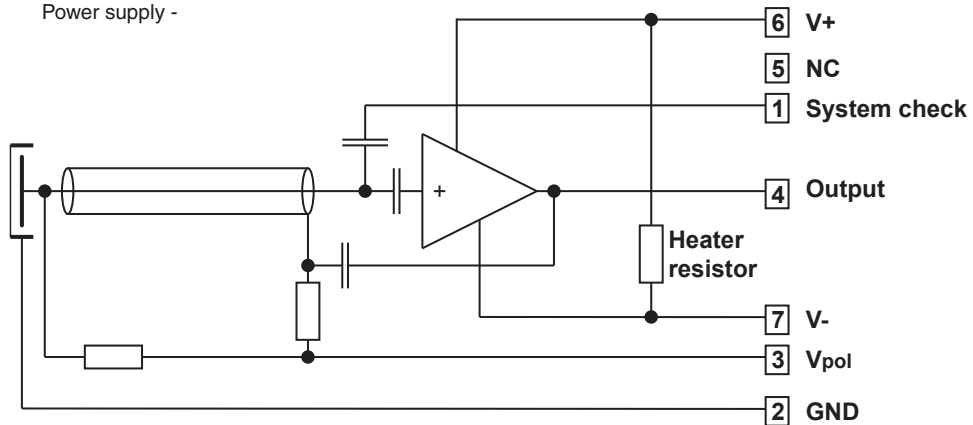 Power supply -
6 V+
5 NC
1 System check
+
4 Output
Heater
resistor
7 V-
3 Vpol
2 GND